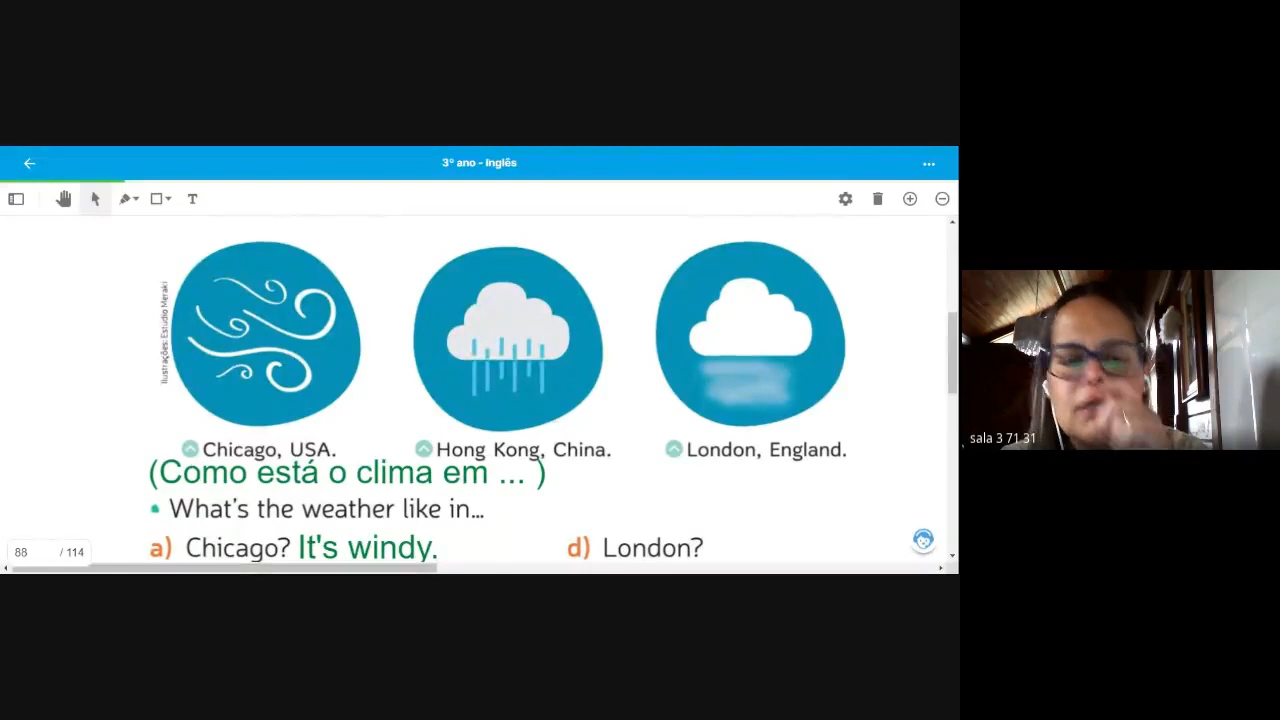 3º ano - Inglês
Ilustrações: Estudio Meraki
Chicago, USA.
Hong Kong, China.
London, England.
(Como está o clima em ... )
What's the weather like in...
a) Chicago? It's windy.
d) London?
88 / 114
sala 3 71 31